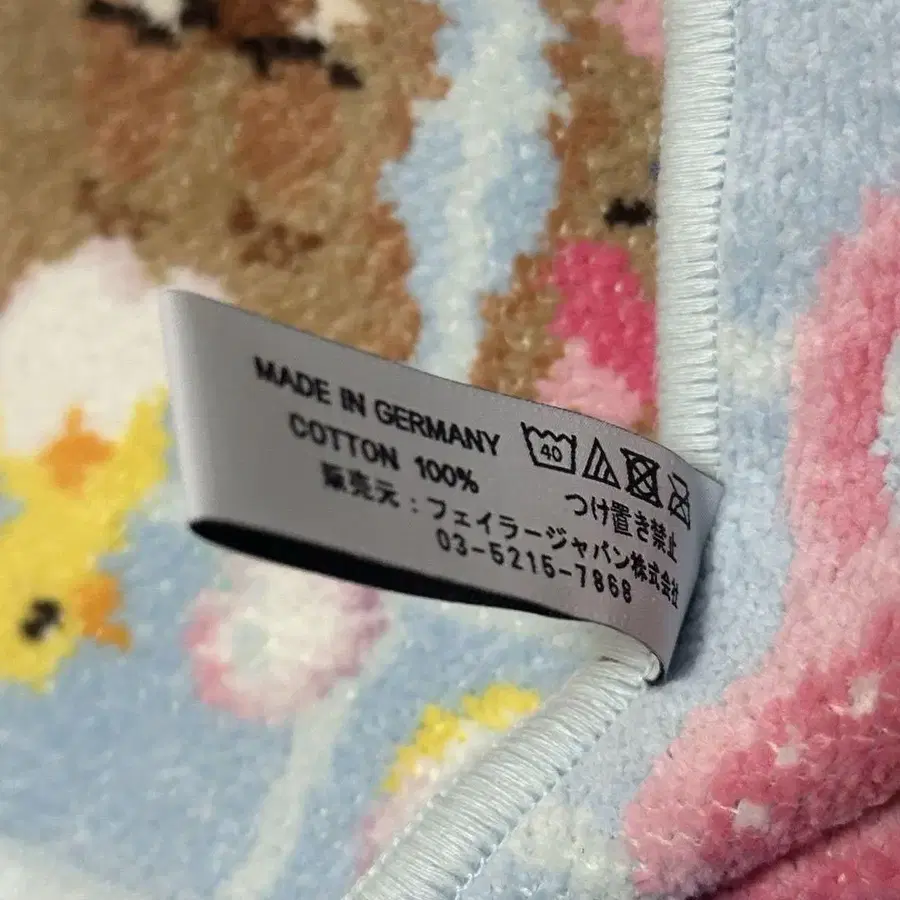 MADE IN GERMANY
COTTON 100%
40
つけ置き禁止
販売元：フェイラージャパン株式会社
03-5215-7868